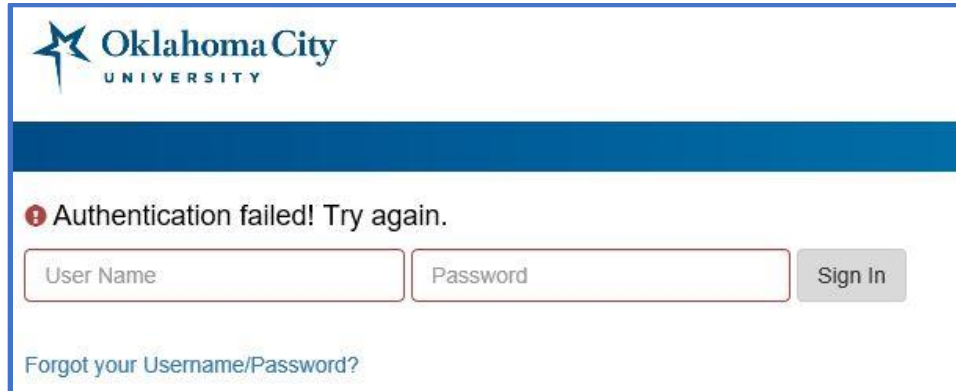 Oklahoma City
UNIVERSITY
Authentication failed! Try again.
User Name Password Sign In
Forgot your Username/Password?